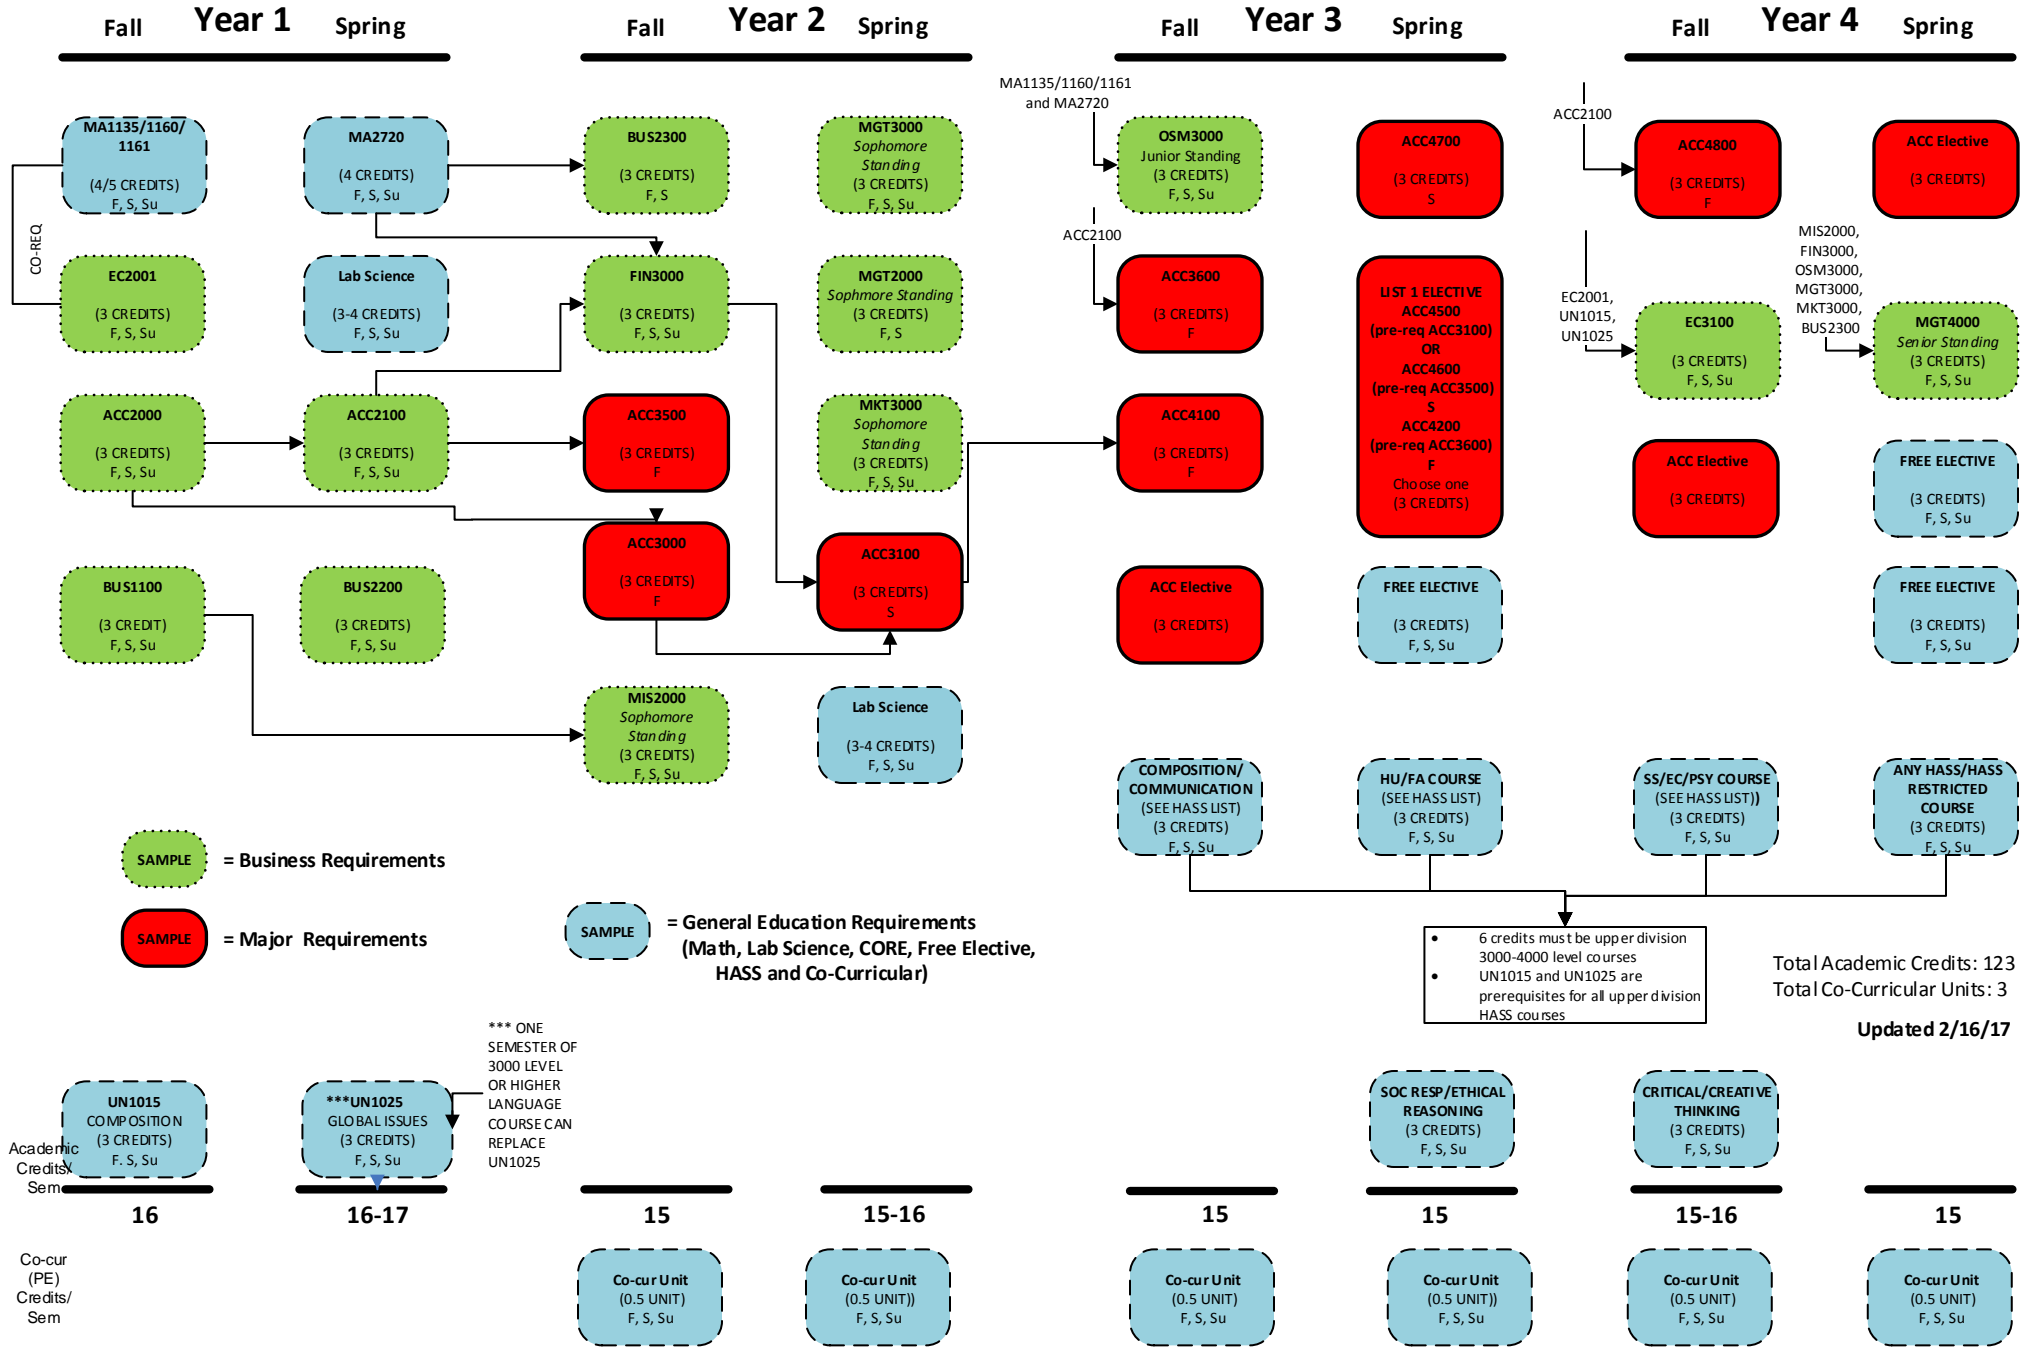 Year 1
Fall
Spring
Year 2
Fall
Spring
Year 3
Fall
Spring
Year 4
Fall
Spring
MA1135/1160/
1161
(4/5 CREDITS)
F, S, Su
MA2720
(4 CREDITS)
F, S, Su
BUS2300
(3 CREDITS)
F, S
MGT3000
Sophomore
Standing
(3 CREDITS)
F, S, Su
MA1135/1160/1161
and MA2720
OSM3000
Junior Standing
(3 CREDITS)
F, S, Su
ACC4700
(3 CREDITS)
S
ACC2100
ACC4800
(3 CREDITS)
F
ACC Elective
(3 CREDITS)
CO-REQ
EC2001
(3 CREDITS)
F, S, Su
Lab Science
(3-4 CREDITS)
F, S, Su
FIN3000
(3 CREDITS)
F, S, Su
MGT2000
Sophmore Standing
(3 CREDITS)
F, S
ACC2100
ACC3600
(3 CREDITS)
F
LIST 1 ELECTIVE
ACC4500
(pre-req ACC3100)
OR
ACC4600
(pre-req ACC3500)
S
ACC4200
(pre-req ACC3600)
F
Choose one
(3 CREDITS)
EC2001,
UN1015,
UN1025
EC3100
(3 CREDITS)
F, S, Su
MIS2000,
FIN3000,
OSM3000,
MGT3000,
MKT3000,
BUS2300
MGT4000
Senior Standing
(3 CREDITS)
F, S, Su
ACC2000
(3 CREDITS)
F, S, Su
ACC2100
(3 CREDITS)
F, S, Su
ACC3500
(3 CREDITS)
F
MKT3000
Sophomore
Standing
(3 CREDITS)
F, S, Su
ACC4100
(3 CREDITS)
F
ACC Elective
(3 CREDITS)
FREE ELECTIVE
(3 CREDITS)
F, S, Su
BUS1100
(3 CREDIT)
F, S, Su
BUS2200
(3 CREDITS)
F, S, Su
ACC3000
(3 CREDITS)
F
ACC3100
(3 CREDITS)
S
ACC Elective
(3 CREDITS)
FREE ELECTIVE
(3 CREDITS)
F, S, Su
FREE ELECTIVE
(3 CREDITS)
F, S, Su
MIS2000
Sophomore
Standing
(3 CREDITS)
F, S, Su
Lab Science
(3-4 CREDITS)
F, S, Su
COMPOSITION/
COMMUNICATION
(SEE HASS LIST)
(3 CREDITS)
F, S, Su
HU/FA COURSE
(SEE HASS LIST)
(3 CREDITS)
F, S, Su
SS/EC/PSY COURSE
(SEE HASS LIST))
(3 CREDITS)
F, S, Su
ANY HASS/HASS
RESTRICTED
COURSE
(3 CREDITS)
F, S, Su
SAMPLE
= Business Requirements
SAMPLE
= Major Requirements
SAMPLE
= General Education Requirements
(Math, Lab Science, CORE, Free Elective,
HASS and Co-Curricular)
• 6 credits must be upper division
3000-4000 level courses
• UN1015 and UN1025 are
prerequisites for all upper division
HASS courses
Total Academic Credits: 123
Total Co-Curricular Units: 3
Updated 2/16/17
UN1015
COMPOSITION
(3 CREDITS)
F. S, Su
***UN1025
GLOBAL ISSUES
(3 CREDITS)
F, S, Su
*** ONE
SEMESTER OF
3000 LEVEL
OR HIGHER
LANGUAGE
COURSE CAN
REPLACE
UN1025
SOC RESP/ETHICAL
REASONING
(3 CREDITS)
F, S, Su
CRITICAL/CREATIVE
THINKING
(3 CREDITS)
F, S, Su
Academic
Credits/
Sem
16
16-17
15
15-16
15
15
15-16
15
Co-cur
(PE)
Credits/
Sem
Co-cur Unit
(0.5 UNIT)
F, S, Su
Co-cur Unit
(0.5 UNIT))
F, S, Su
Co-cur Unit
(0.5 UNIT)
F, S, Su
Co-cur Unit
(0.5 UNIT))
F, S, Su
Co-cur Unit
(0.5 UNIT)
F, S, Su
Co-cur Unit
(0.5 UNIT)
F, S, Su